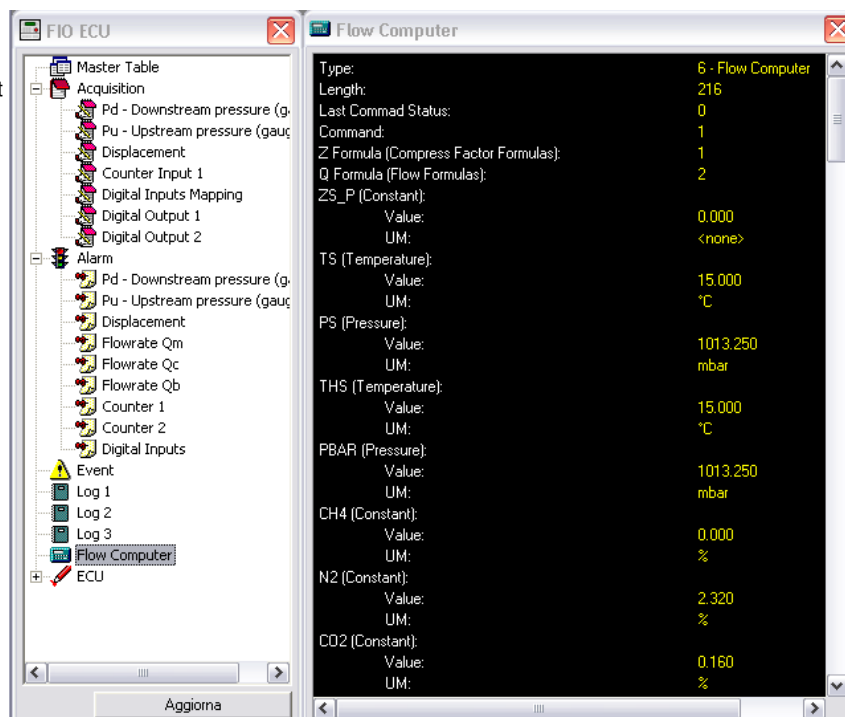 FIO ECU
Master Table
Acquisition
Pd - Downstream pressure (g
Pu - Upstream pressure (gaug
Displacement
Counter Input 1
Digital Inputs Mapping
Digital Output 1
Digital Output 2
Alarm
Pd - Downstream pressure (g
Pu - Upstream pressure (gaug
Displacement
Flowrate Qm
Flowrate Qc
Flowrate Qb
Counter 1
Counter 2
Digital Inputs
Event
Log 1
Log 2
Log 3
Flow Computer
ECU
Aggiorna
Flow Computer
Type: 6 - Flow Computer
Length: 216
Last Commad Status: 0
Command: 1
Z Formula (Compress Factor Formulas): 1
Q Formula (Flow Formulas): 2
ZS_P (Constant):
Value: 0.000
UM: <none>
TS (Temperature):
Value: 15.000
UM: °C
PS (Pressure):
Value: 1013.250
UM: mbar
THS (Temperature):
Value: 15.000
UM: °C
PBAR (Pressure):
Value: 1013.250
UM: mbar
CH4 (Constant):
Value: 0.000
UM: %
N2 (Constant):
Value: 2.320
UM: %
CO2 (Constant):
Value: 0.160
UM: %